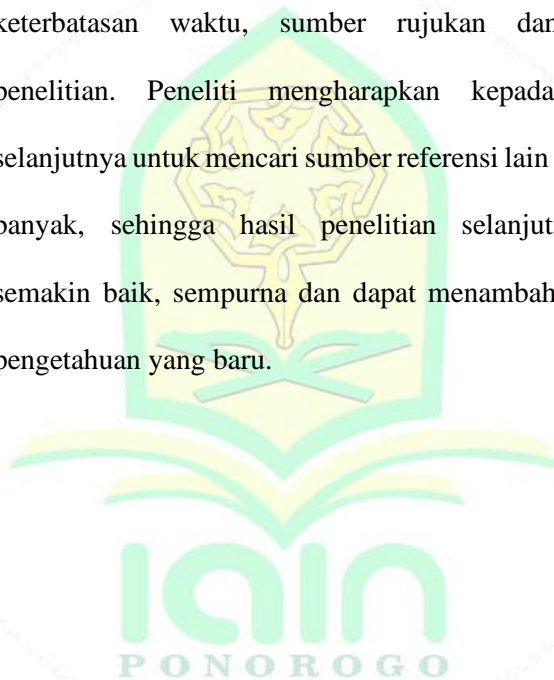 keterbatasan waktu, sumber rujukan dan
penelitian. Peneliti mengharapkan kepada
selanjutnya untuk mencari sumber referensi lain
banyak, sehingga hasil penelitian selanjut
semakin baik, sempurna dan dapat menambah
pengetahuan yang baru.
iain
PONOROGO